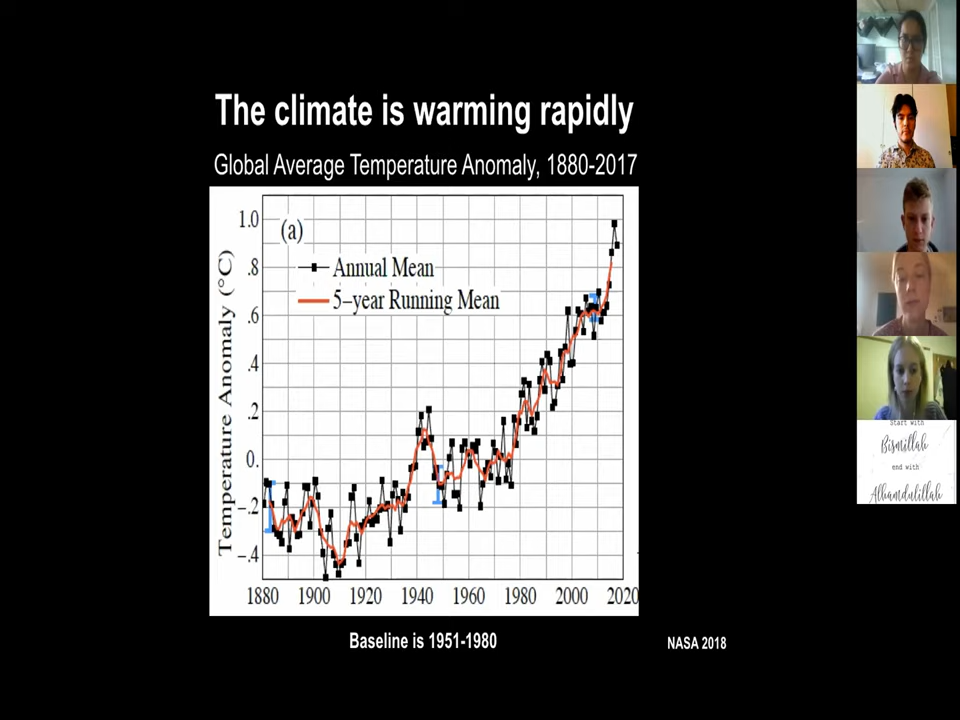 The climate is warming rapidly
Global Average Temperature Anomaly, 1880-2017
(a)
Annual Mean
5-year Running Mean
Temperature Anomaly (°C)
1.0
.8
.6
.4
.2
0.
-.2
-.4
1880 1900 1920 1940 1960 1980 2000 2020
Baseline is 1951-1980
NASA 2018
Start with
Bismillah
end with
Alhamdulillah